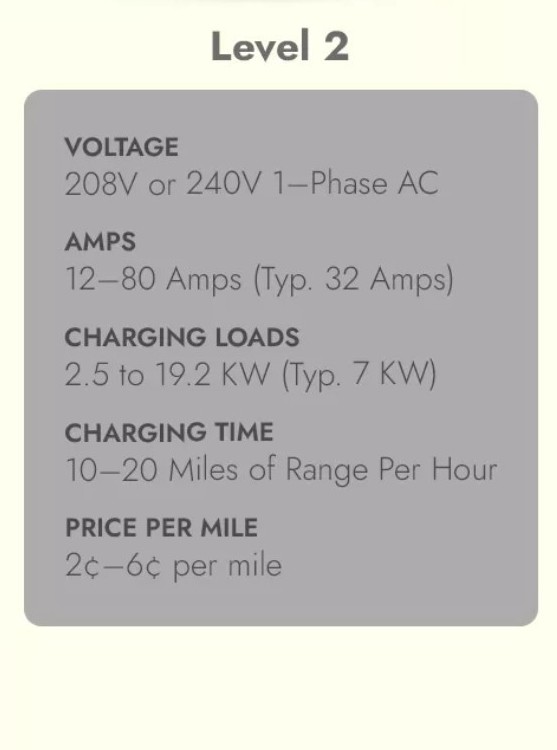 Level 2
VOLTAGE
208V or 240V 1–Phase AC
AMPS
12–80 Amps (Typ. 32 Amps)
CHARGING LOADS
2.5 to 19.2 KW (Typ. 7 KW)
CHARGING TIME
10–20 Miles of Range Per Hour
PRICE PER MILE
2¢–6¢ per mile